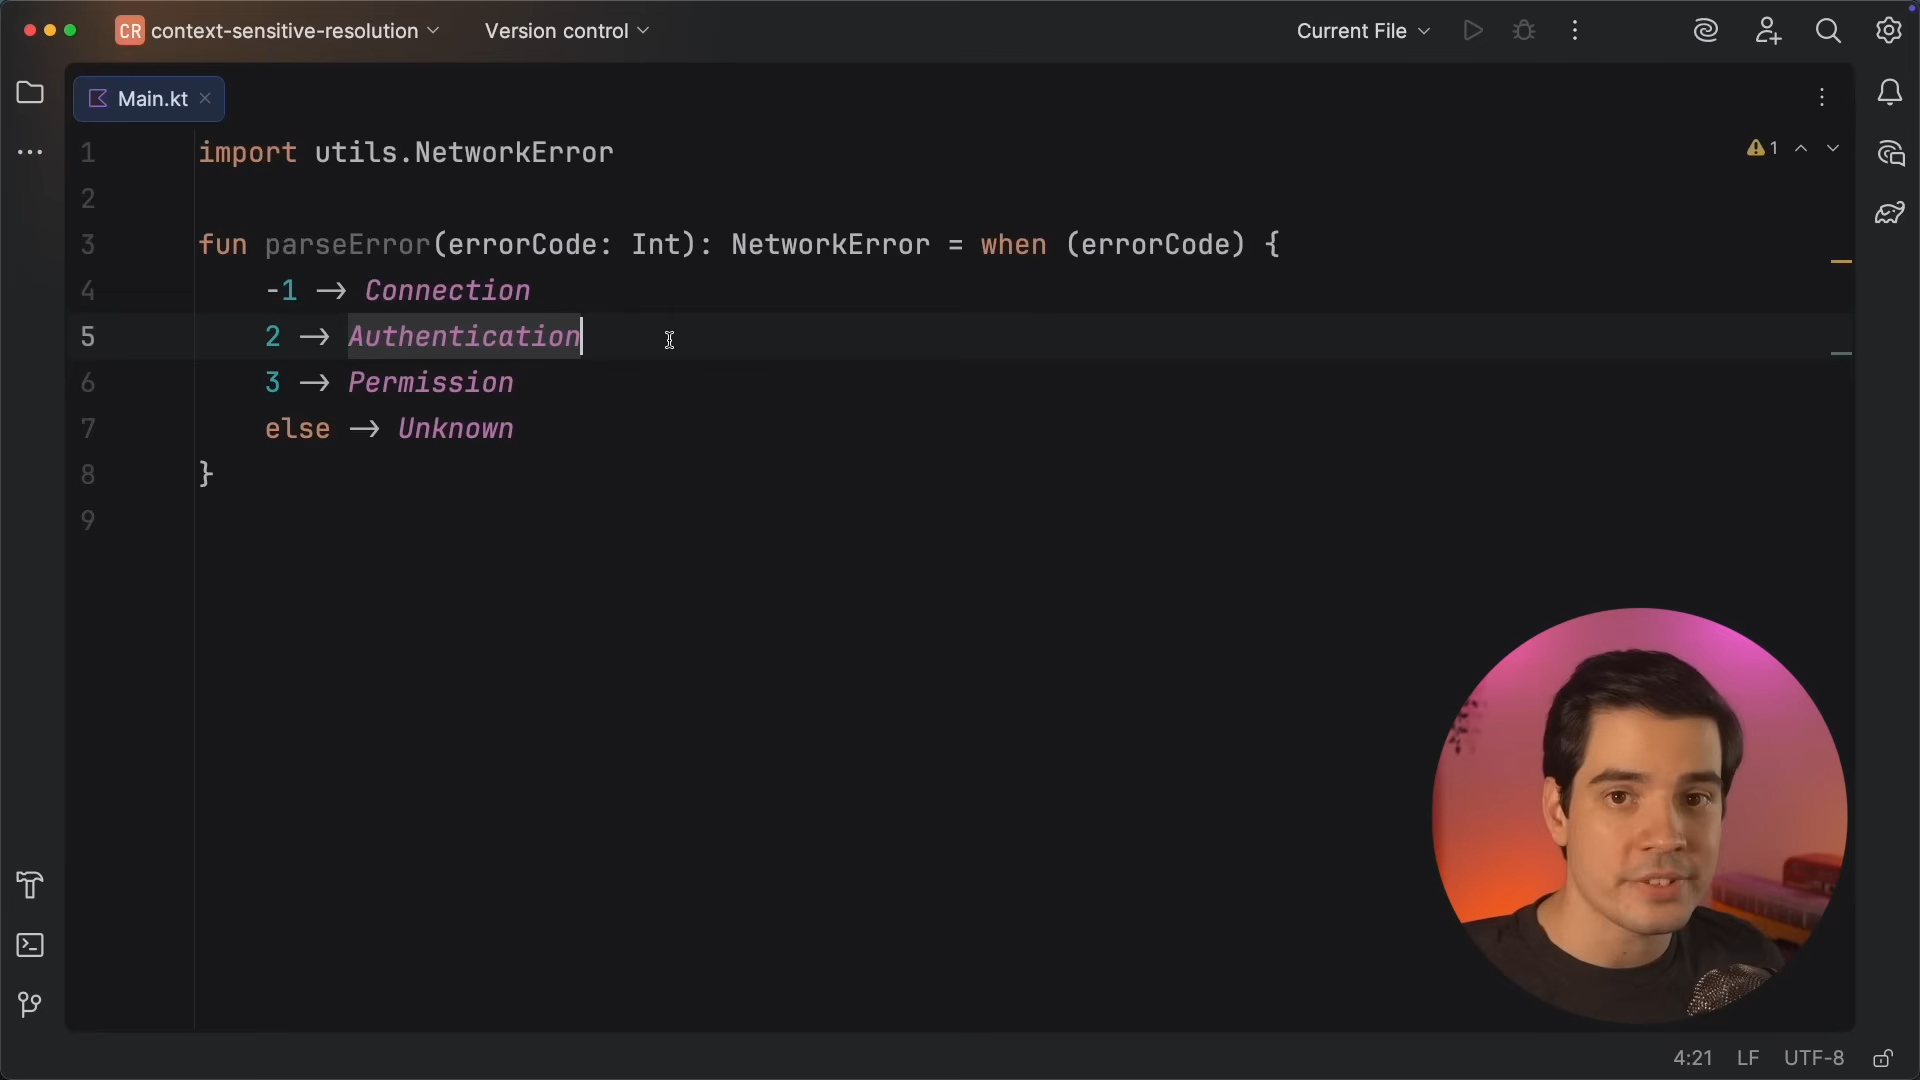 CR context-sensitive-resolution Version control Current File
Main.kt
1 import utils.NetworkError
1
2
3 fun parseError(errorCode: Int): NetworkError = when (errorCode) {
4 -1 → Connection
5 2 → Authentication
6 3 → Permission
7 else → Unknown
8 }
9
4:21 LF UTF-8